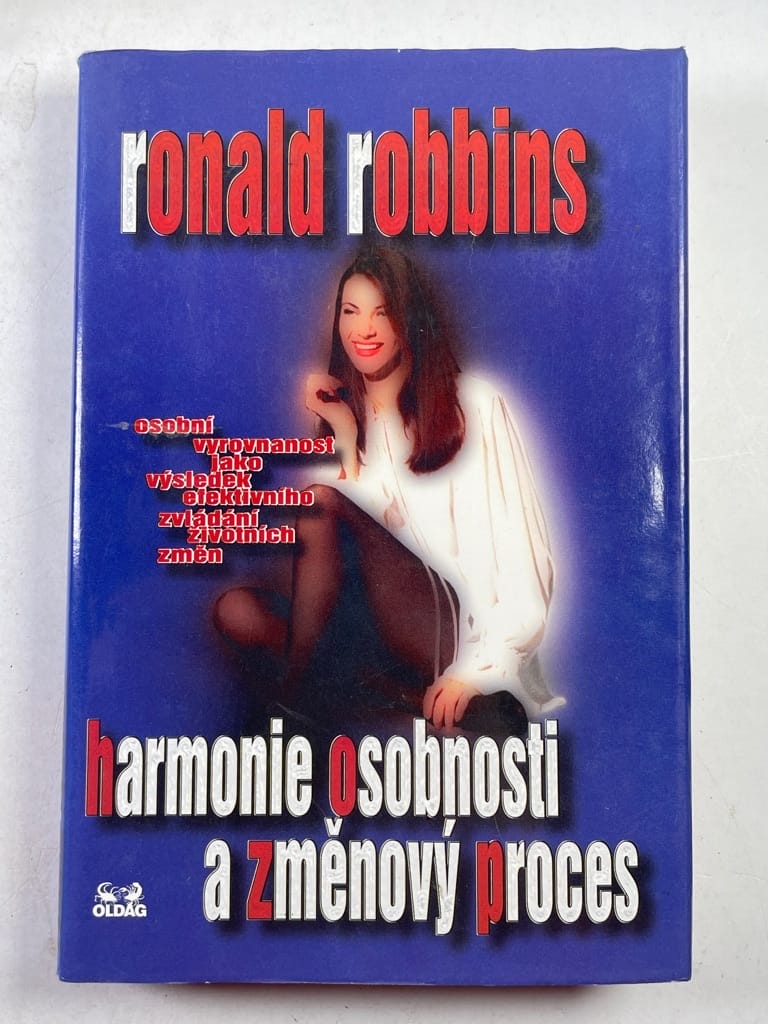 ronald robbins
osobní
vyrovnanost
jako
výsledek
efektivního
zvládání
životních
změn
harmonie osobnosti
a změnový proces
OLDAG